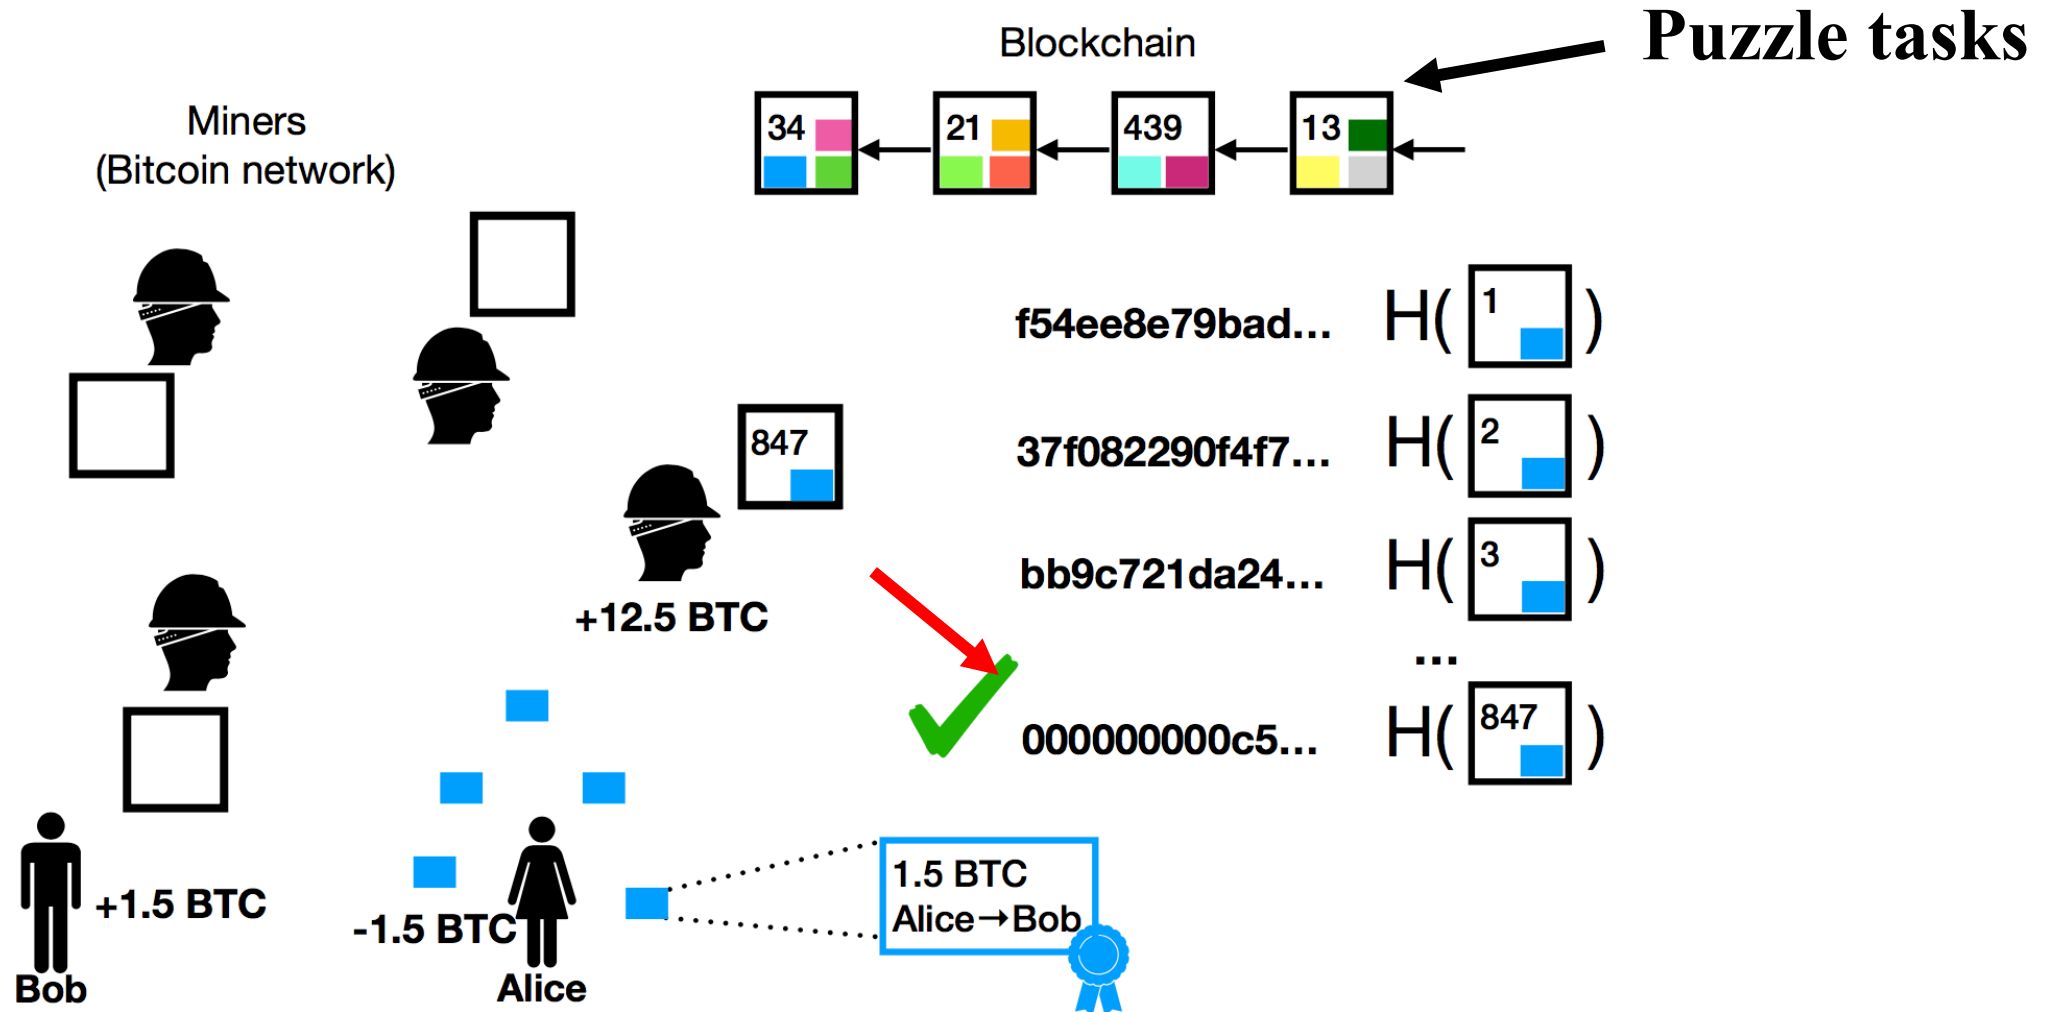 Puzzle tasks
Blockchain
Miners
(Bitcoin network)
34
21
439
13
f54ee8e79bad... H( 1 )
37f082290f4f7... H( 2 )
847
bb9c721da24... H( 3 )
+12.5 BTC
...
000000000c5... H( 847 )
+1.5 BTC
-1.5 BTC
1.5 BTC
Alice→Bob
Bob
Alice